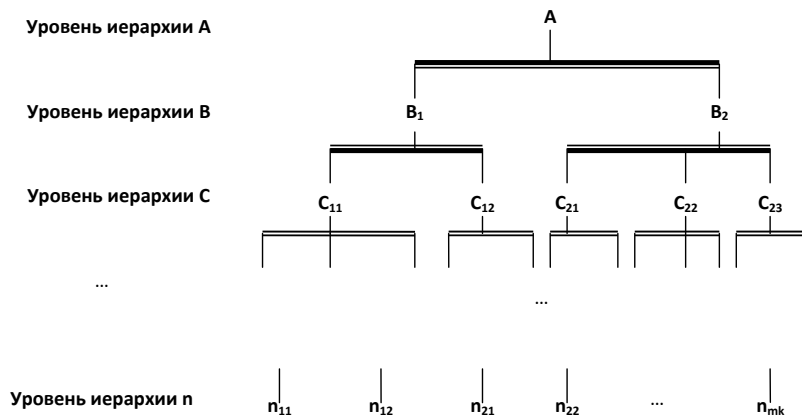 Уровень иерархии A
A
Уровень иерархии B
B₁
B₂
Уровень иерархии C
C₁₁
C₁₂
C₂₁
C₂₂
C₂₃
...
...
Уровень иерархии n
n₁₁
n₁₂
n₂₁
n₂₂
...
nₘₖ